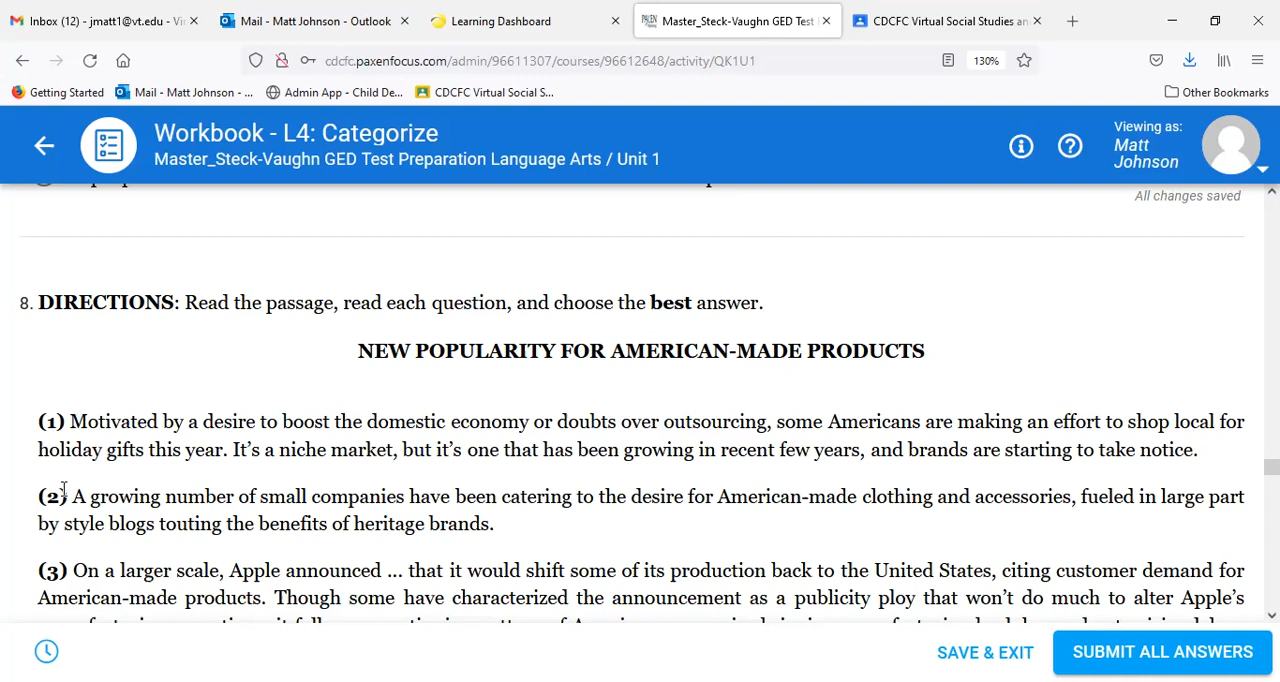 Inbox (12) - jmatt1@vt.edu - Vi
Mail - Matt Johnson - Outlook
Learning Dashboard
Master_Steck-Vaughn GED Test
CDCFC Virtual Social Studies an
cdcfc.paxenfocus.com/admin/96611307/courses/96612648/activity/QK1U1
130%
Getting Started
Mail - Matt Johnson - ...
Admin App - Child De...
CDCFC Virtual Social S...
Other Bookmarks
Workbook - L4: Categorize
Master_Steck-Vaughn GED Test Preparation Language Arts / Unit 1
Viewing as:
Matt
Johnson
All changes saved
8. DIRECTIONS: Read the passage, read each question, and choose the best answer.
NEW POPULARITY FOR AMERICAN-MADE PRODUCTS
(1) Motivated by a desire to boost the domestic economy or doubts over outsourcing, some Americans are making an effort to shop local for
holiday gifts this year. It’s a niche market, but it’s one that has been growing in recent few years, and brands are starting to take notice.
(2) A growing number of small companies have been catering to the desire for American-made clothing and accessories, fueled in large part
by style blogs touting the benefits of heritage brands.
(3) On a larger scale, Apple announced ... that it would shift some of its production back to the United States, citing customer demand for
American-made products. Though some have characterized the announcement as a publicity ploy that won’t do much to alter Apple’s
SAVE & EXIT
SUBMIT ALL ANSWERS